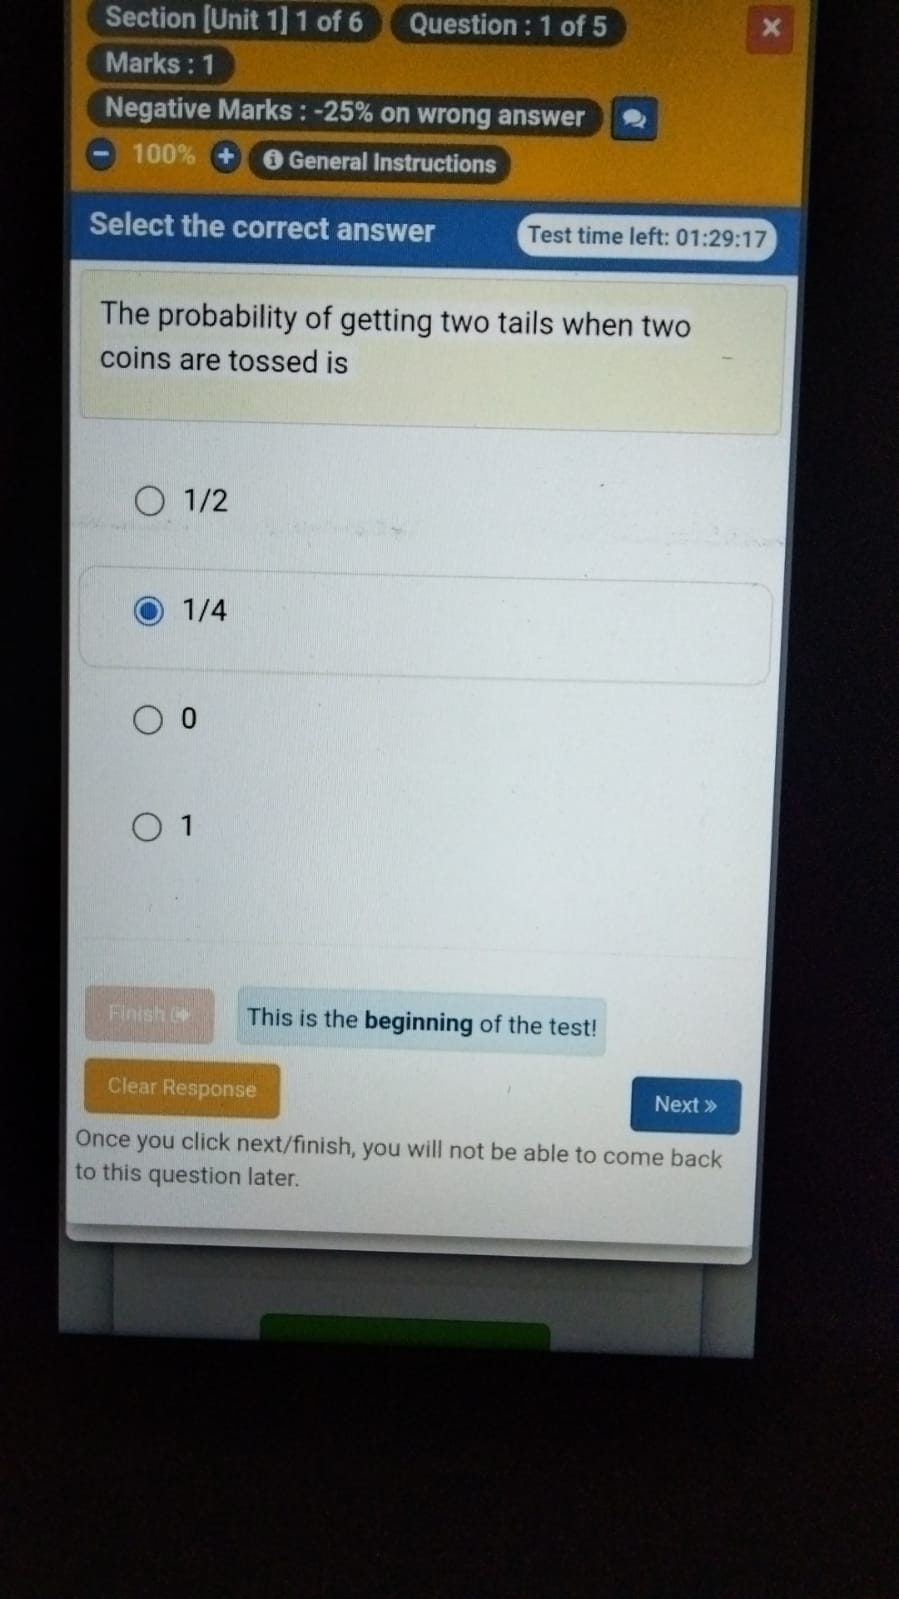 Section [Unit 1] 1 of 6 Question : 1 of 5
Marks : 1
Negative Marks : -25% on wrong answer
100% General Instructions
Select the correct answer Test time left: 01:29:17
The probability of getting two tails when two
coins are tossed is
1/2
1/4
0
1
Finish This is the beginning of the test!
Clear Response
Next »
Once you click next/finish, you will not be able to come back
to this question later.